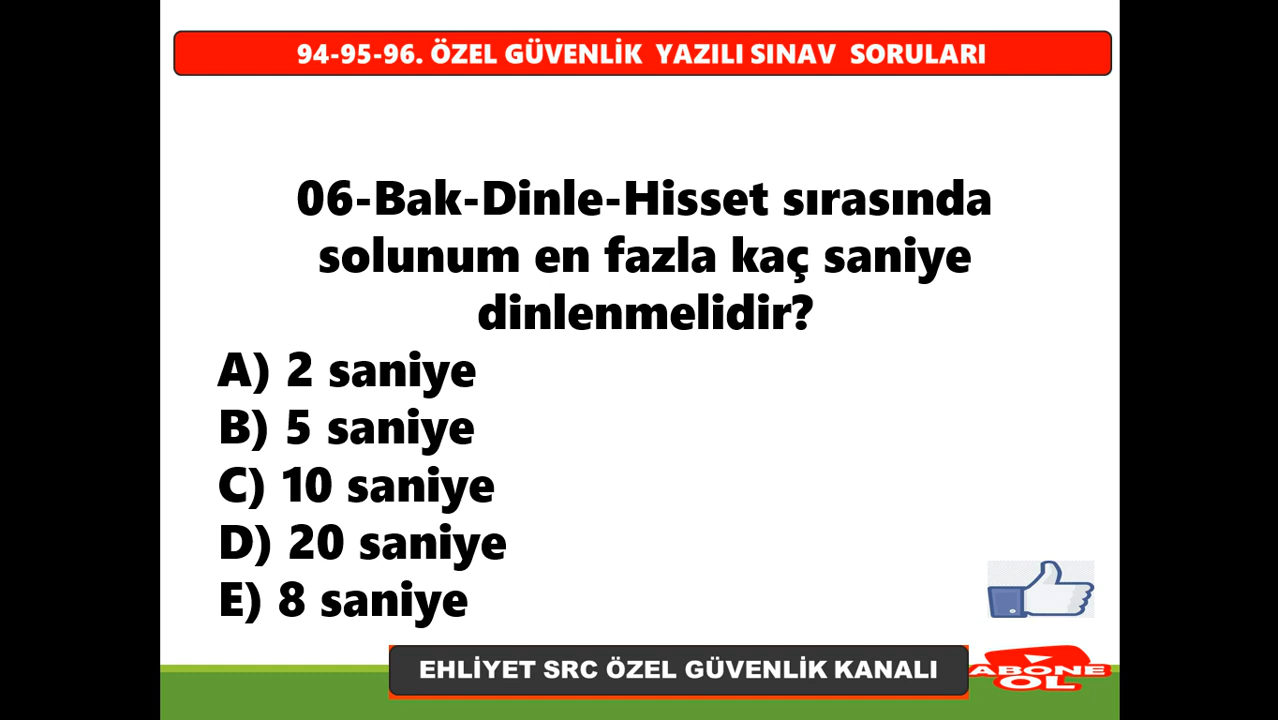 94-95-96. ÖZEL GÜVENLİK YAZILI SINAV SORULARI
06-Bak-Dinle-Hisset sırasında
solunum en fazla kaç saniye
dinlenmelidir?
A) 2 saniye
B) 5 saniye
C) 10 saniye
D) 20 saniye
E) 8 saniye
EHLİYET SRC ÖZEL GÜVENLİK KANALI
ABONE
OL